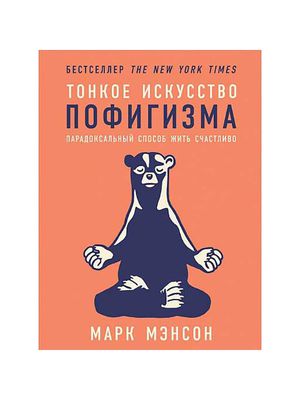 БЕСТСЕЛЛЕР THE NEW YORK TIMES
ТОНКОЕ ИСКУССТВО
ПОФИГИЗМА
ПАРАДОКСАЛЬНЫЙ СПОСОБ ЖИТЬ СЧАСТЛИВО
МАРК МЭНСОН